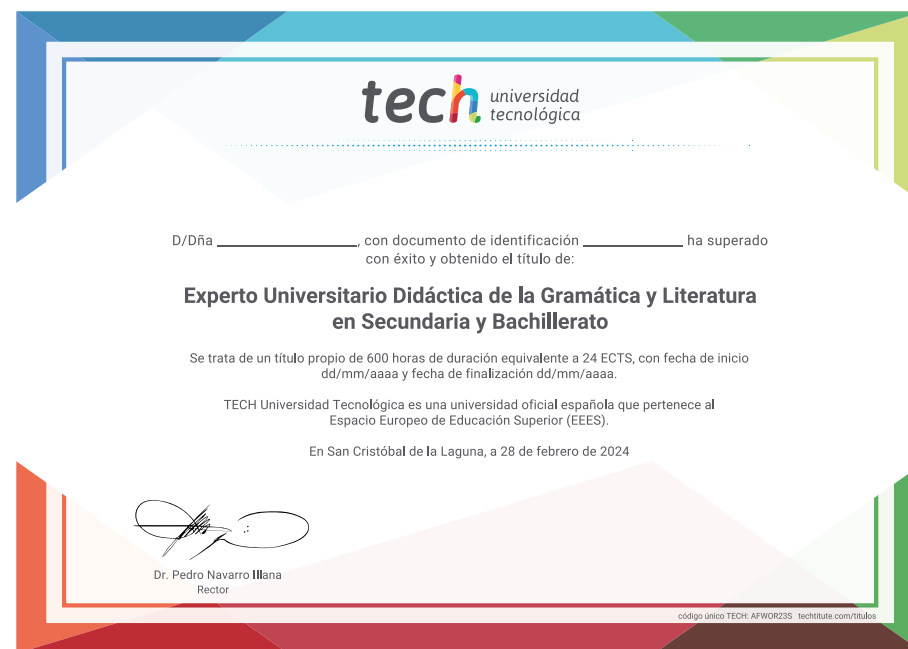 tech universidad
tecnológica
D/Dña ____________________, con documento de identificación ______________ ha superado
con éxito y obtenido el título de:
Experto Universitario Didáctica de la Gramática y Literatura
en Secundaria y Bachillerato
Se trata de un título propio de 600 horas de duración equivalente a 24 ECTS, con fecha de inicio
dd/mm/aaaa y fecha de finalización dd/mm/aaaa.
TECH Universidad Tecnológica es una universidad oficial española que pertenece al
Espacio Europeo de Educación Superior (EEES).
En San Cristóbal de la Laguna, a 28 de febrero de 2024
Dr. Pedro Navarro Illana
Rector
código único TECH: AFWOR23S techtitute.com/titulos